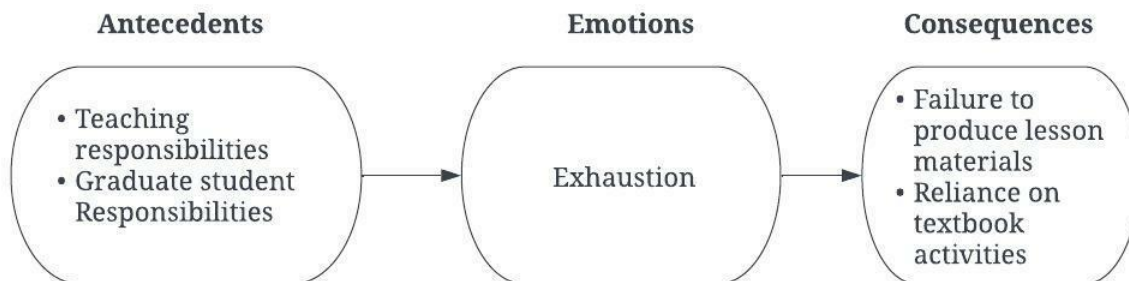 Antecedents
Emotions
Consequences
• Teaching
responsibilities
• Graduate student
Responsibilities
Exhaustion
• Failure to
produce lesson
materials
• Reliance on
textbook
activities